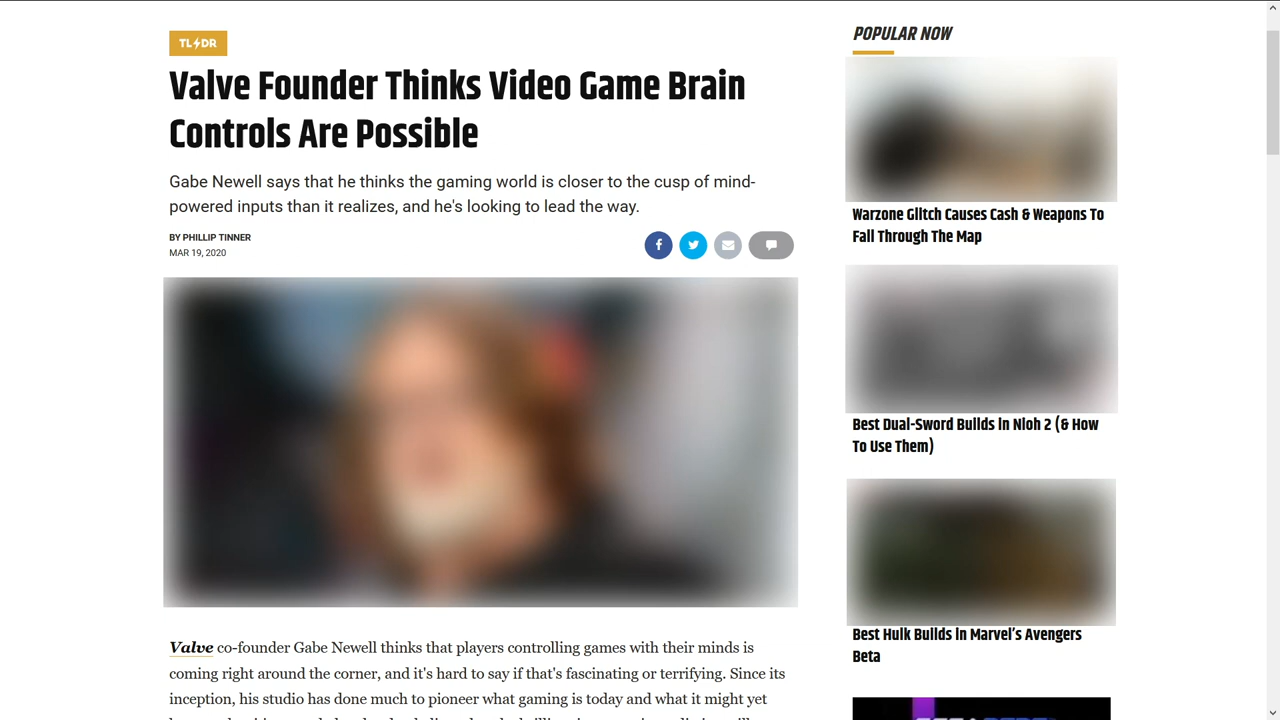 TL DR
Valve Founder Thinks Video Game Brain
Controls Are Possible
Gabe Newell says that he thinks the gaming world is closer to the cusp of mind-
powered inputs than it realizes, and he's looking to lead the way.
BY PHILLIP TINNER
MAR 19, 2020
Valve co-founder Gabe Newell thinks that players controlling games with their minds is
coming right around the corner, and it's hard to say if that's fascinating or terrifying. Since its
inception, his studio has done much to pioneer what gaming is today and what it might yet
POPULAR NOW
Warzone Glitch Causes Cash & Weapons To
Fall Through The Map
Best Dual-Sword Builds in Nioh 2 (& How
To Use Them)
Best Hulk Builds in Marvel's Avengers
Beta